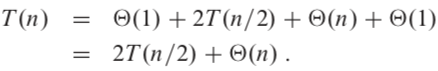 T(n) = Θ(1) + 2T(n/2) + Θ(n) + Θ(1)
= 2T(n/2) + Θ(n) .